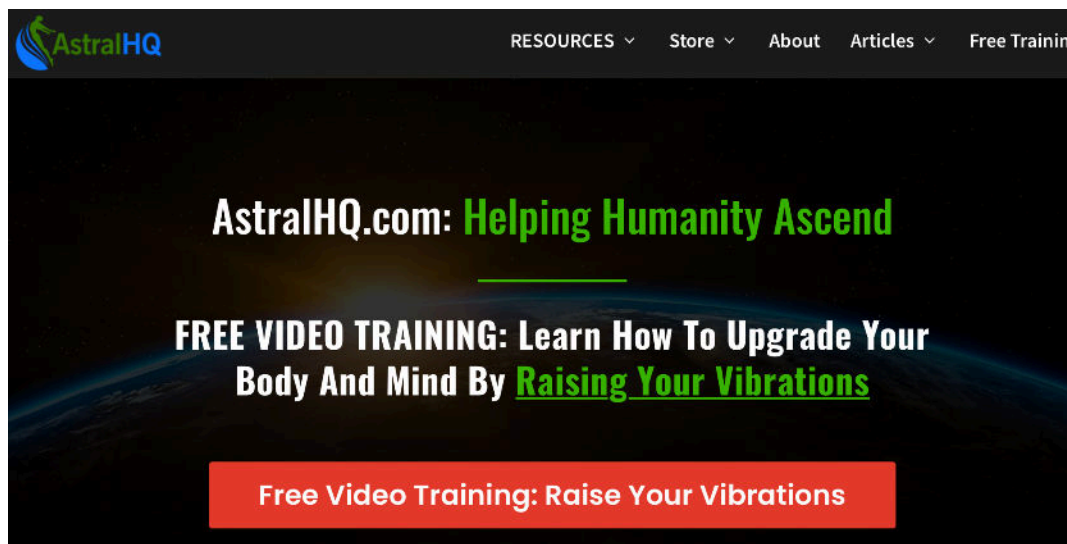 AstralHQ
RESOURCES
Store
About
Articles
Free
AstralHQ.com: Helping Humanity Ascend
FREE VIDEO TRAINING: Learn How To Upgrade Your
Body And Mind By Raising Your Vibrations
Free Video Training: Raise Your Vibrations